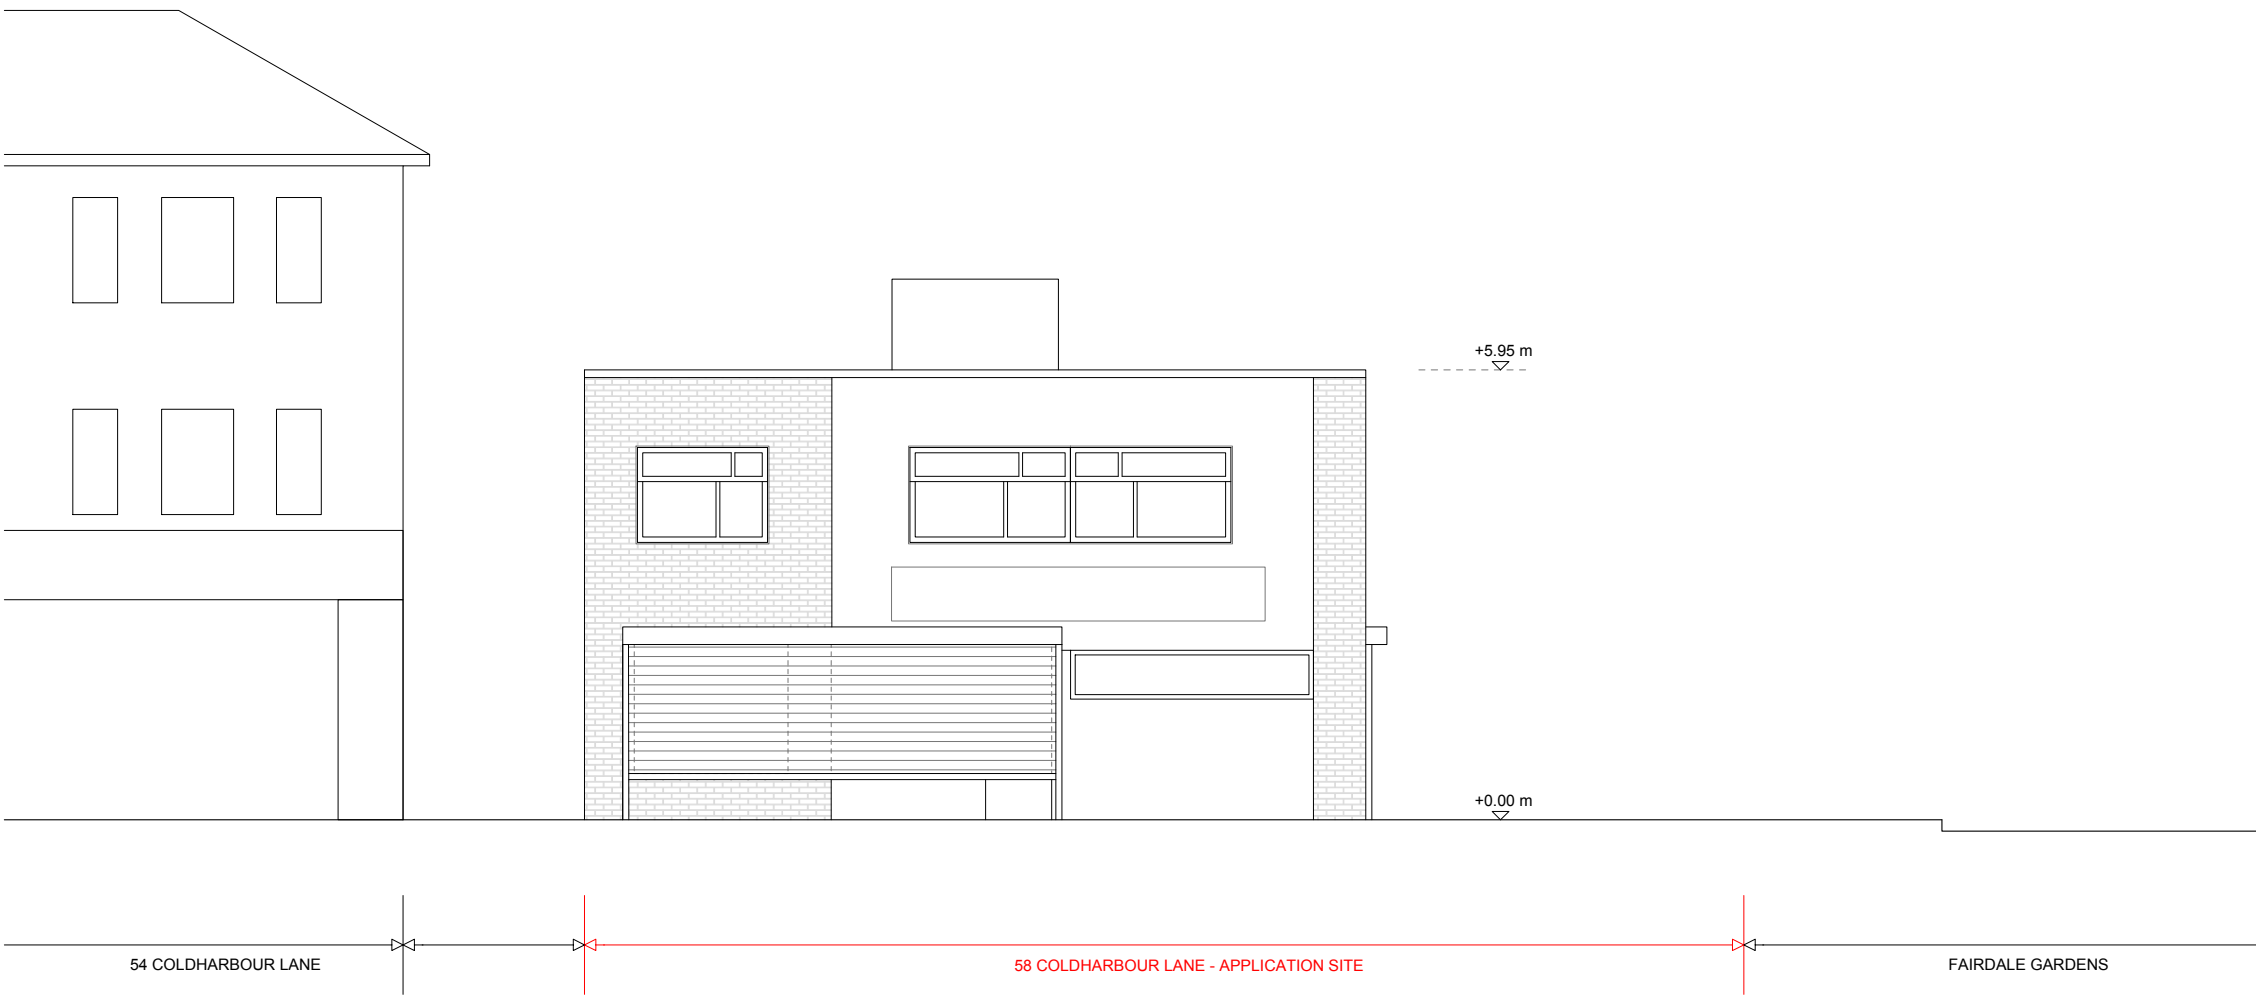 +5.95 m
+0.00 m
54 COLDHARBOUR LANE
58 COLDHARBOUR LANE - APPLICATION SITE
FAIRDALE GARDENS